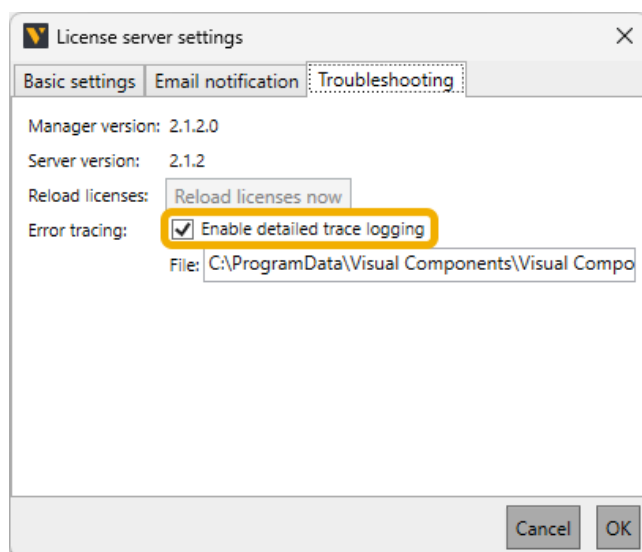 License server settings
Basic settings Email notification Troubleshooting
Manager version: 2.1.2.0
Server version: 2.1.2
Reload licenses: Reload licenses now
Error tracing: Enable detailed trace logging
File: C:\ProgramData\Visual Components\Visual Compo
Cancel OK